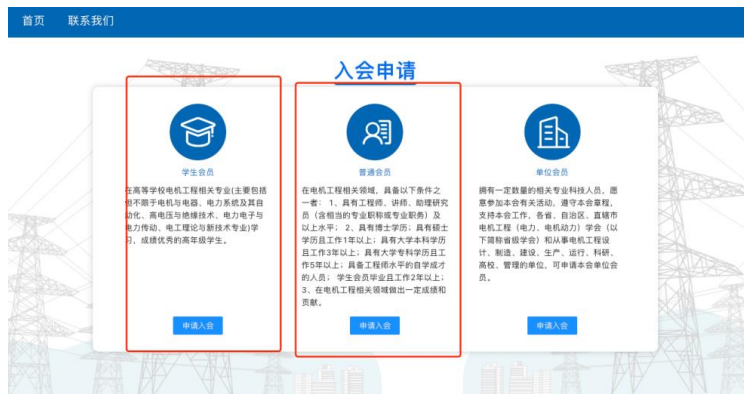 首页 联系我们
入会申请
学生会员
在高等学校电机工程相关专业(主要包括
但不限于电机与电器、电力系统及其自
动化、高电压与绝缘技术、电力电子与
电力传动、电工理论与新技术专业)学
习、成绩优秀的高年级学生。
申请入会
普通会员
在电机工程相关领域，具备以下条件之
一者： 1、具有工程师、讲师、助理研究
员（含相当的专业职称或专业职务）及
以上水平； 2、具有博士学历；具有硕士
学历且工作1年以上；具有大学本科学历
且工作3年以上；具有大学专科学历且工
作5年以上；具备工程师水平的自学成才
的人员； 学生会员毕业且工作2年以上；
3、在电机工程相关领域做出一定成绩和
贡献。
申请入会
单位会员
拥有一定数量的相关专业科技人员，愿
意参加本会有关活动，遵守本会章程，
支持本会工作，各省、自治区、直辖市
电机工程（电力、电机动力）学会（以
下简称省级学会）和从事电机工程设
计、制造、建设、生产、运行、科研、
高校、管理的单位，可申请本会单位会
员。
申请入会